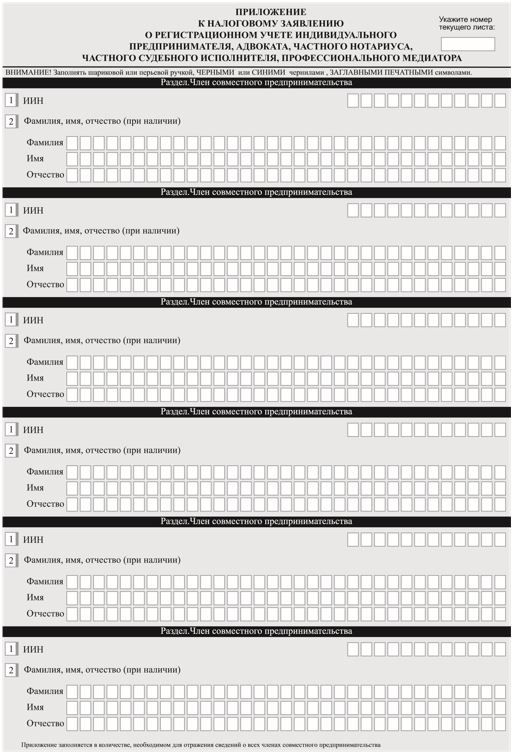 ПРИЛОЖЕНИЕ
К НАЛОГОВОМУ ЗАЯВЛЕНИЮ
О РЕГИСТРАЦИОННОМ УЧЕТЕ ИНДИВИДУАЛЬНОГО
ПРЕДПРИНИМАТЕЛЯ, АДВОКАТА, ЧАСТНОГО НОТАРИУСА,
ЧАСТНОГО СУДЕБНОГО ИСПОЛНИТЕЛЯ, ПРОФЕССИОНАЛЬНОГО МЕДИАТОРА
Укажите номер
текущего листа:
ВНИМАНИЕ! Заполнять шариковой или перьевой ручкой, ЧЕРНЫМИ или СИНИМИ чернилами , ЗАГЛАВНЫМИ ПЕЧАТНЫМИ символами.
Раздел.Член совместного предпринимательства
1 ИИН
2 Фамилия, имя, отчество (при наличии)
Фамилия
Имя
Отчество
Раздел.Член совместного предпринимательства
1 ИИН
2 Фамилия, имя, отчество (при наличии)
Фамилия
Имя
Отчество
Раздел.Член совместного предпринимательства
1 ИИН
2 Фамилия, имя, отчество (при наличии)
Фамилия
Имя
Отчество
Раздел.Член совместного предпринимательства
1 ИИН
2 Фамилия, имя, отчество (при наличии)
Фамилия
Имя
Отчество
Раздел.Член совместного предпринимательства
1 ИИН
2 Фамилия, имя, отчество (при наличии)
Фамилия
Имя
Отчество
Раздел.Член совместного предпринимательства
1 ИИН
2 Фамилия, имя, отчество (при наличии)
Фамилия
Имя
Отчество
Приложение заполняется в количестве, необходимом для отражения сведений о всех членах совместного предпринимательства